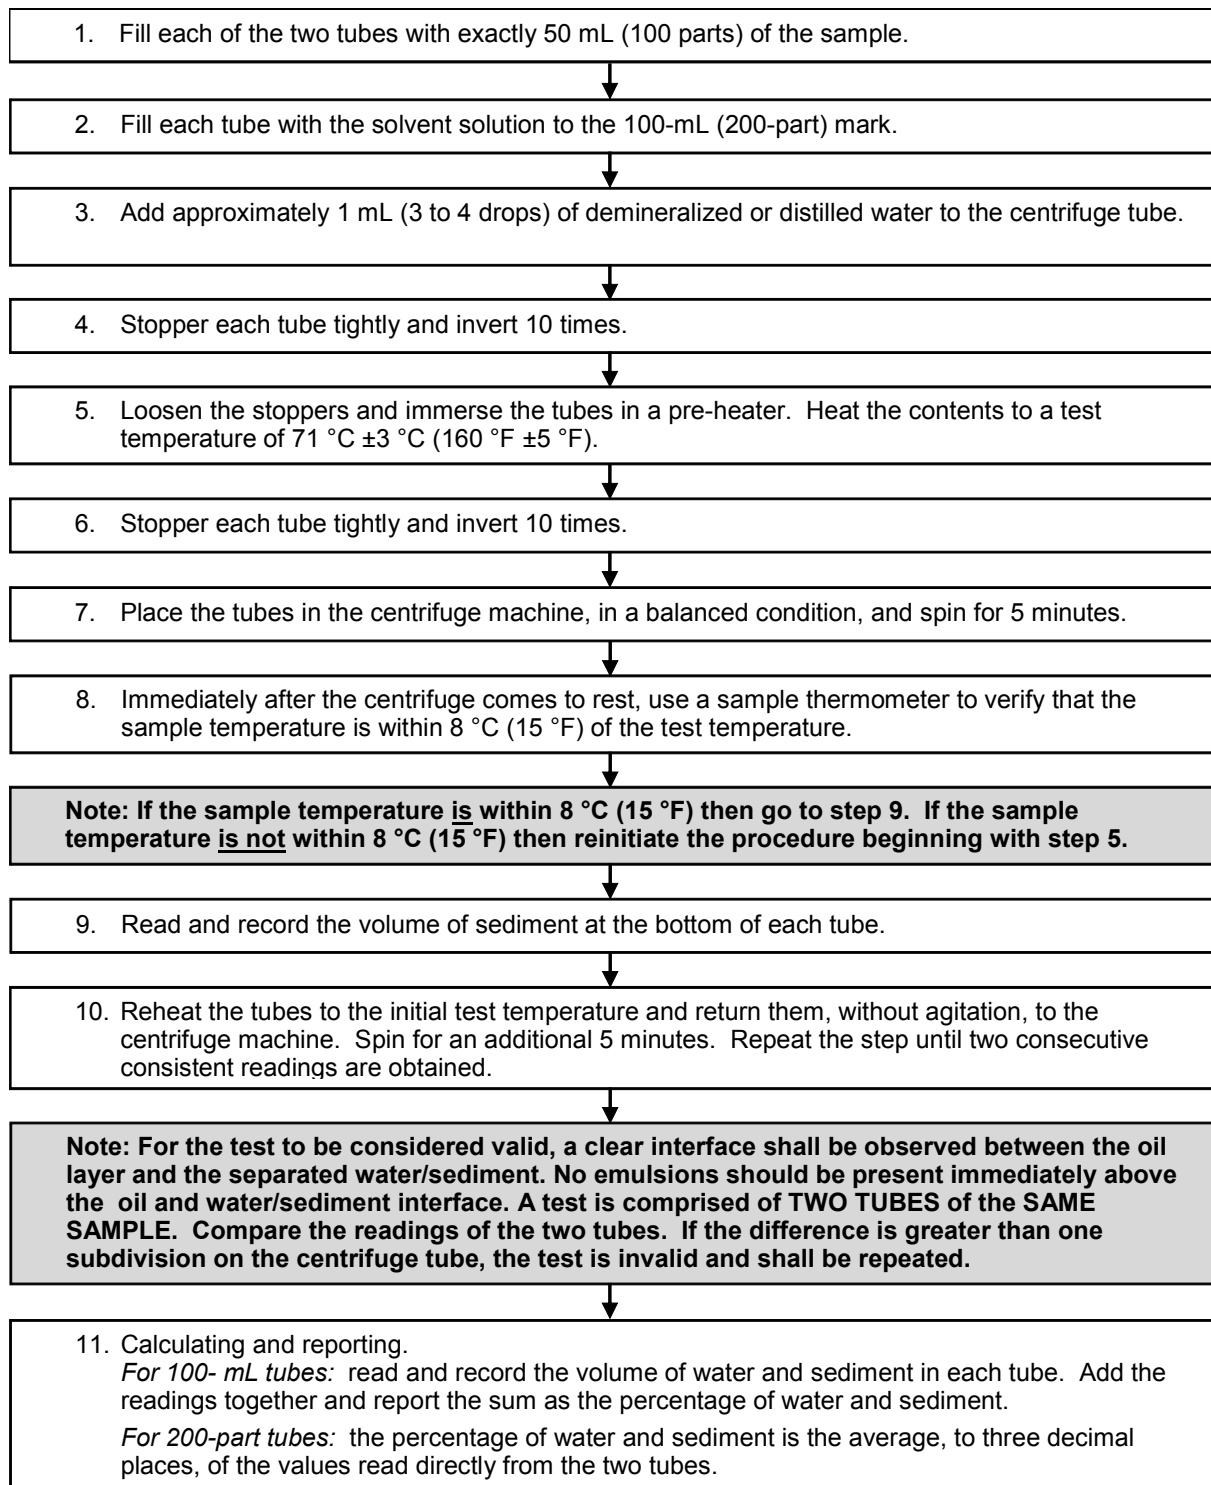 1. Fill each of the two tubes with exactly 50 mL (100 parts) of the sample.
2. Fill each tube with the solvent solution to the 100-mL (200-part) mark.
3. Add approximately 1 mL (3 to 4 drops) of demineralized or distilled water to the centrifuge tube.
4. Stopper each tube tightly and invert 10 times.
5. Loosen the stoppers and immerse the tubes in a pre-heater. Heat the contents to a test
temperature of 71 °C ±3 °C (160 °F ±5 °F).
6. Stopper each tube tightly and invert 10 times.
7. Place the tubes in the centrifuge machine, in a balanced condition, and spin for 5 minutes.
8. Immediately after the centrifuge comes to rest, use a sample thermometer to verify that the
sample temperature is within 8 °C (15 °F) of the test temperature.
Note: If the sample temperature is within 8 °C (15 °F) then go to step 9. If the sample
temperature is not within 8 °C (15 °F) then reinitiate the procedure beginning with step 5.
9. Read and record the volume of sediment at the bottom of each tube.
10. Reheat the tubes to the initial test temperature and return them, without agitation, to the
centrifuge machine. Spin for an additional 5 minutes. Repeat the step until two consecutive
consistent readings are obtained.
Note: For the test to be considered valid, a clear interface shall be observed between the oil
layer and the separated water/sediment. No emulsions should be present immediately above
the oil and water/sediment interface. A test is comprised of TWO TUBES of the SAME
SAMPLE. Compare the readings of the two tubes. If the difference is greater than one
subdivision on the centrifuge tube, the test is invalid and shall be repeated.
11. Calculating and reporting.
For 100- mL tubes: read and record the volume of water and sediment in each tube. Add the
readings together and report the sum as the percentage of water and sediment.
For 200-part tubes: the percentage of water and sediment is the average, to three decimal
places, of the values read directly from the two tubes.